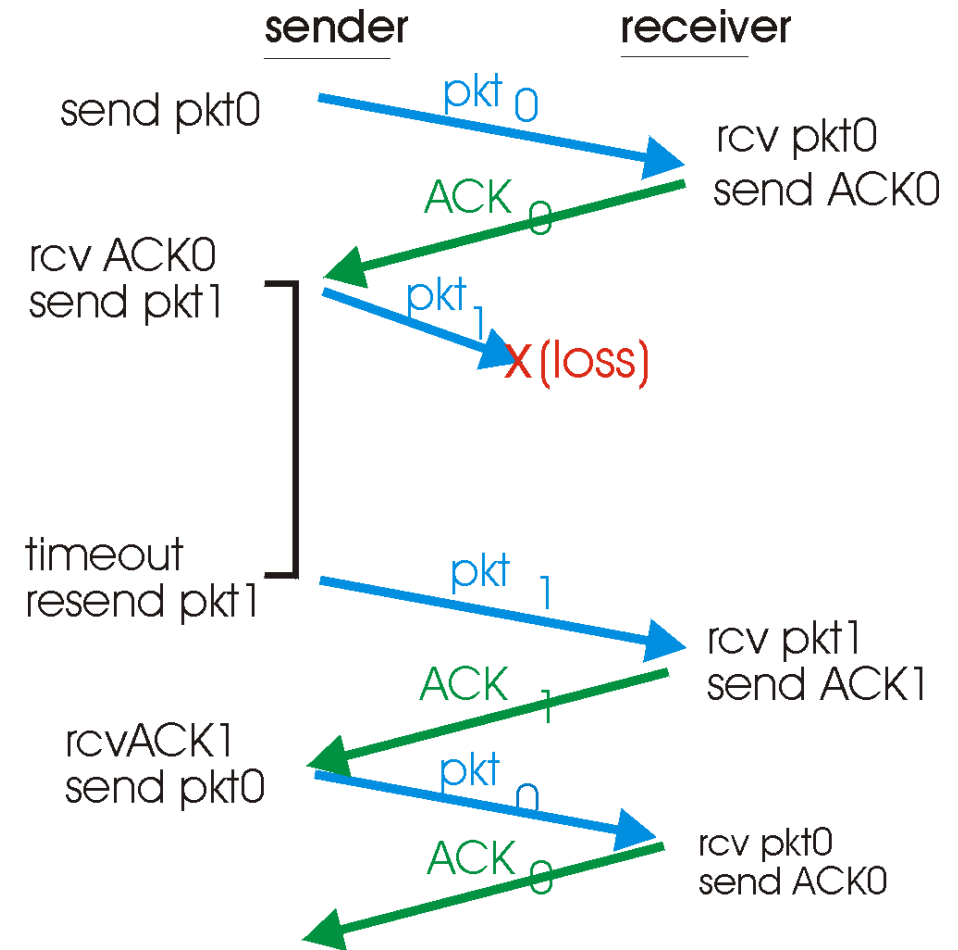 sender
receiver
send pkt0
pkt 0
rcv pkt0
send ACK0
ACK 0
rcv ACK0
send pkt1
pkt 1
X (loss)
timeout
resend pkt1
pkt 1
rcv pkt1
send ACK1
ACK 1
rcvACK1
send pkt0
pkt 0
rcv pkt0
send ACK0
ACK 0